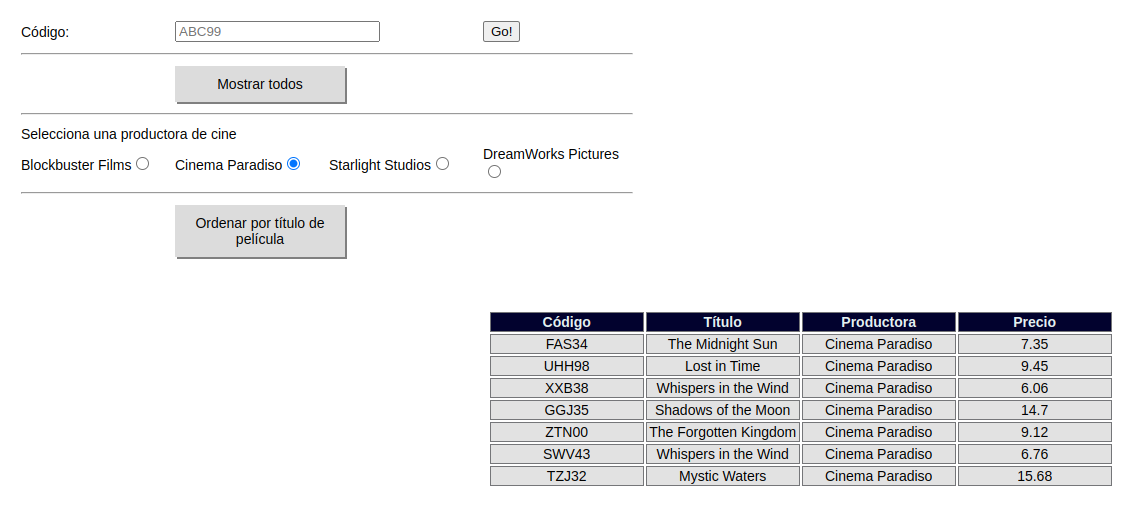 Código: ABC99 Go!
Mostrar todos
Selecciona una productora de cine
Blockbuster Films Cinema Paradiso Starlight Studios DreamWorks Pictures
Ordenar por título de
película
Código Título Productora Precio
FAS34 The Midnight Sun Cinema Paradiso 7.35
UHH98 Lost in Time Cinema Paradiso 9.45
XXB38 Whispers in the Wind Cinema Paradiso 6.06
GGJ35 Shadows of the Moon Cinema Paradiso 14.7
ZTN00 The Forgotten Kingdom Cinema Paradiso 9.12
SWV43 Whispers in the Wind Cinema Paradiso 6.76
TZJ32 Mystic Waters Cinema Paradiso 15.68